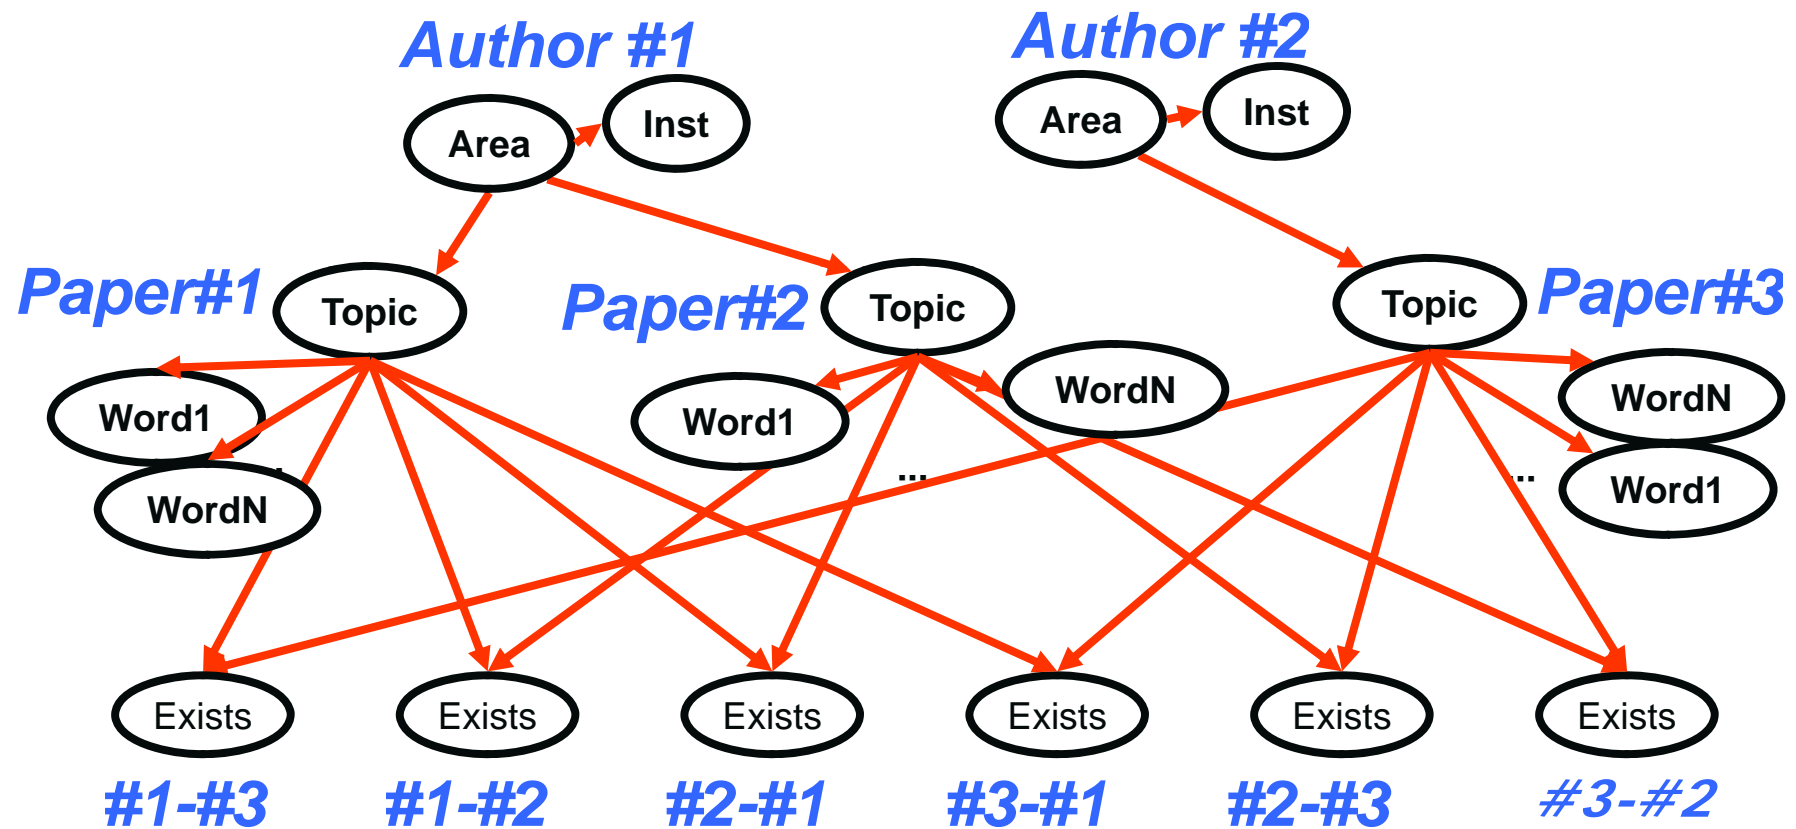 Author #1
Author #2
Area
Inst
Area
Inst
Paper#1
Topic
Paper#2
Topic
Topic
Paper#3
Word1
Word1
WordN
WordN
WordN
...
...
Word1
Exists
Exists
Exists
Exists
Exists
Exists
#1-#3
#1-#2
#2-#1
#3-#1
#2-#3
#3-#2